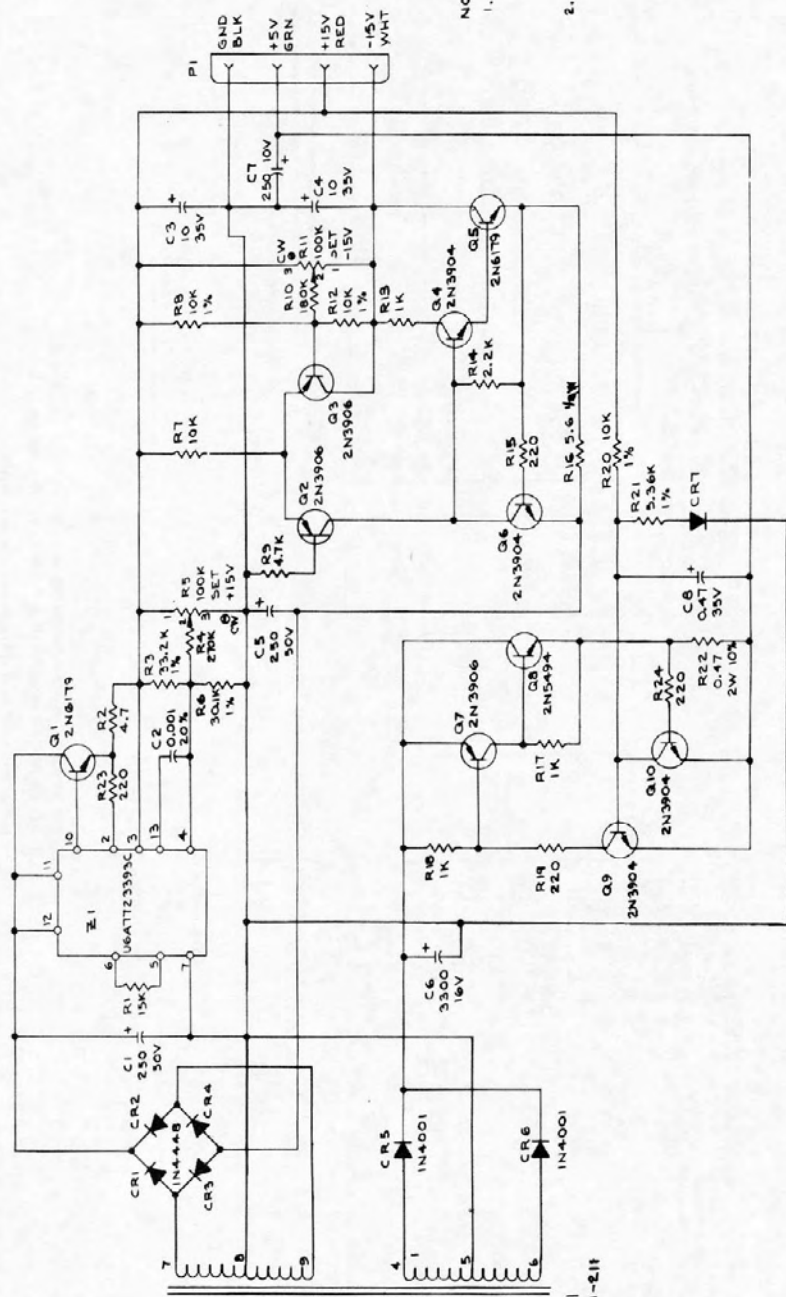 GND
BLK
+5V
GRN
+15V
RED
-15V
WHT
P1
NO
1.
2.
C3
10
35V
C7
250 10V
C4
10
35V
R8
10K
1%
R7
10K
CW
R11
100K
SET
-15V
3
2
1
R10
180K
R12
10K
1%
R13
1K
Q2
2N3906
Q3
2N3906
Q4
2N3904
Q5
2N6179
R14
2.2K
R15
220
Q6
2N3904
R16 5.6
R9
4.7K
R5
100K
SET
+15V
1
2
3
CW
R3
33.2K
1%
R4
270K
R6
30.1K
1%
C5
250
50V
Q1
2N6179
R2
4.7
R23
220
C2
0.001
20%
10
2
3
13
4
11
12
6
5
7
Z1
U6A7723393C
R1
15K
C1
250
50V
CR1
CR2
CR3
CR4
1N4448
7
8
9
4
1
5
6
-211
CR5
1N4001
CR6
1N4001
C6
3300
16V
R18
1K
R19
220
Q7
2N3906
Q8
2N5494
R17
1K
Q9
2N3904
Q10
2N3904
R24
220
R22
0.47
2W 10%
C8
0.47
35V
R20 10K
1%
R21
5.36K
1%
CR7